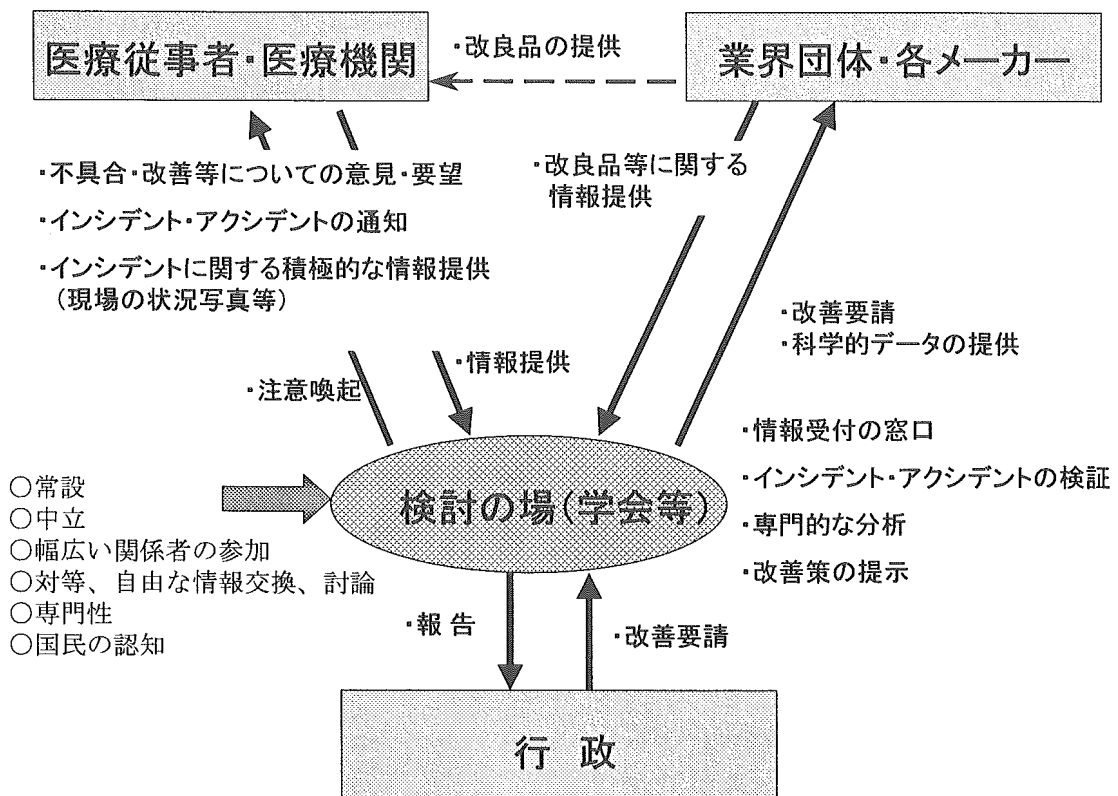 医療従事者・医療機関
・改良品の提供
業界団体・各メーカー
・不具合・改善等についての意見・要望
・インシデント・アクシデントの通知
・インシデントに関する積極的な情報提供
（現場の状況写真等）
・改良品等に関する
情報提供
・改善要請
・科学的データの提供
・注意喚起
・情報提供
○常設
○中立
○幅広い関係者の参加
○対等、自由な情報交換、討論
○専門性
○国民の認知
検討の場(学会等)
・情報受付の窓口
・インシデント・アクシデントの検証
・専門的な分析
・改善策の提示
・報 告
・改善要請
行 政